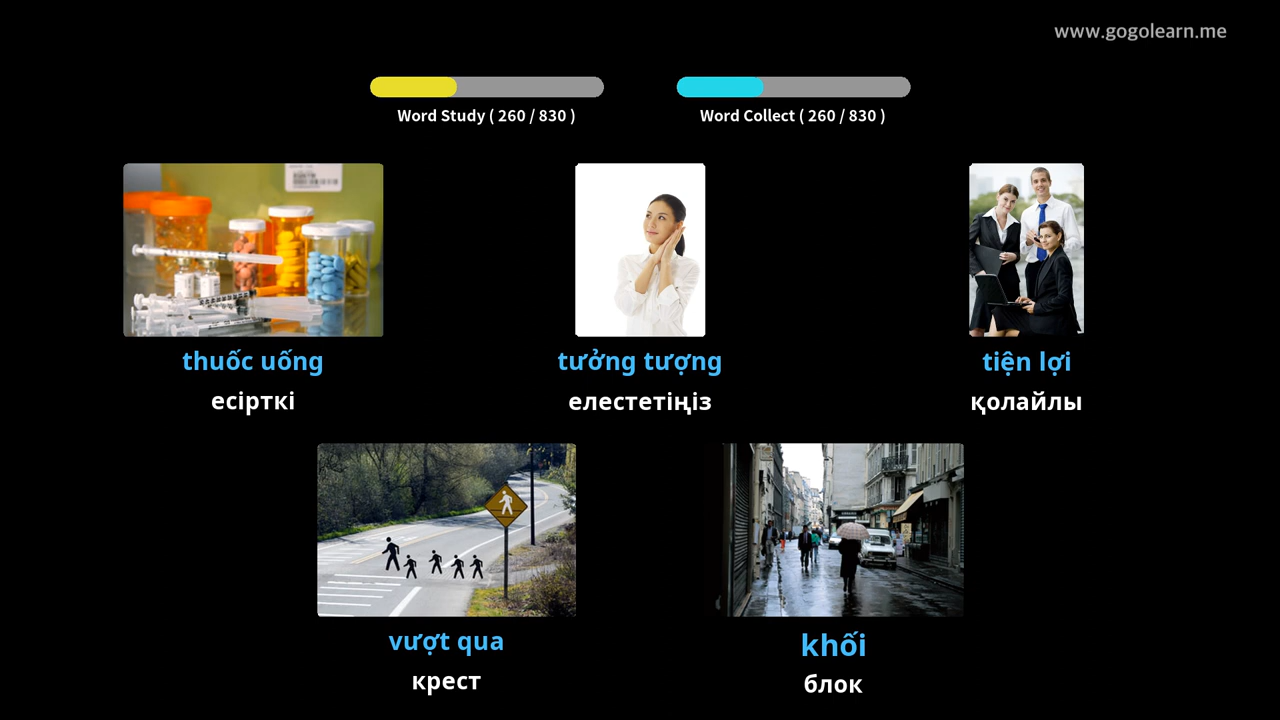 www.gogolearn.me
Word Study ( 260 / 830 )
Word Collect ( 260 / 830 )
thuốc uống
есірткі
tưởng tượng
елестетіңіз
tiện lợi
қолайлы
vượt qua
крест
khối
блок